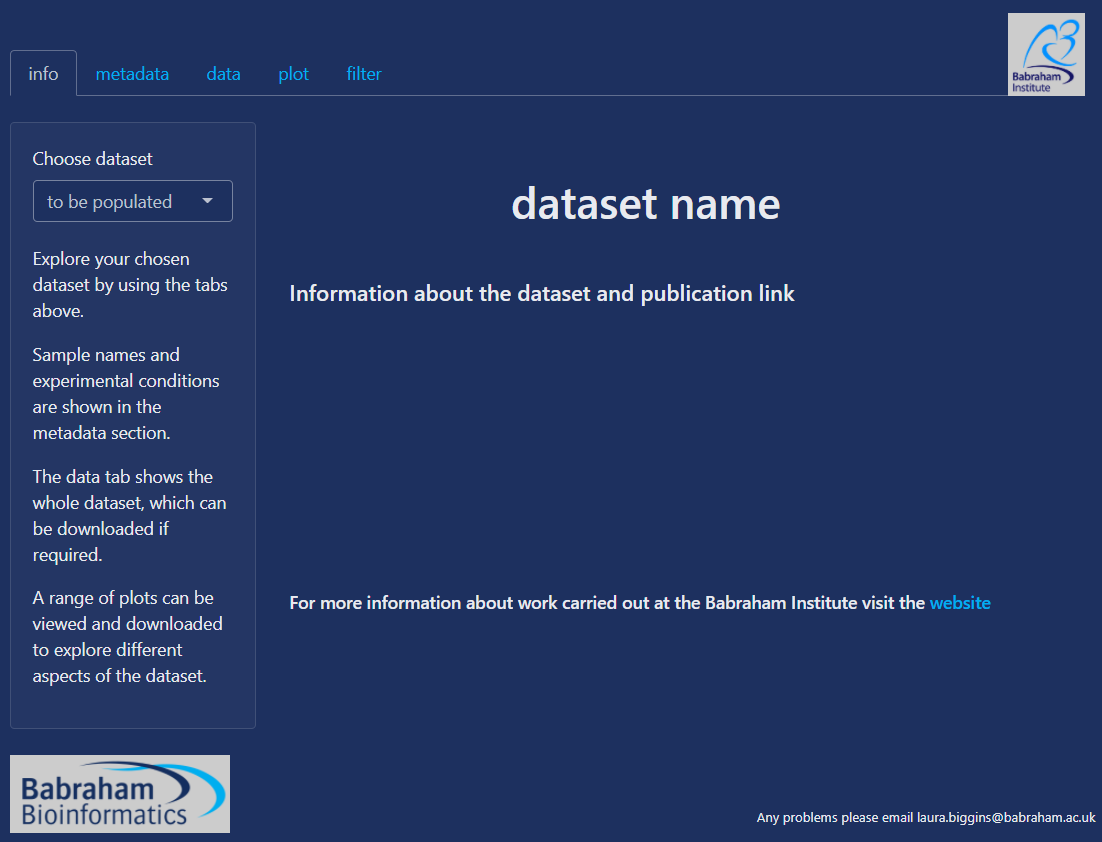 Babraham
Institute
info
metadata
data
plot
filter
Choose dataset
to be populated
Explore your chosen
dataset by using the tabs
above.
Sample names and
experimental conditions
are shown in the
metadata section.
The data tab shows the
whole dataset, which can
be downloaded if
required.
A range of plots can be
viewed and downloaded
to explore different
aspects of the dataset.
dataset name
Information about the dataset and publication link
For more information about work carried out at the Babraham Institute visit the website
Babraham
Bioinformatics
Any problems please email laura.biggins@babraham.ac.uk